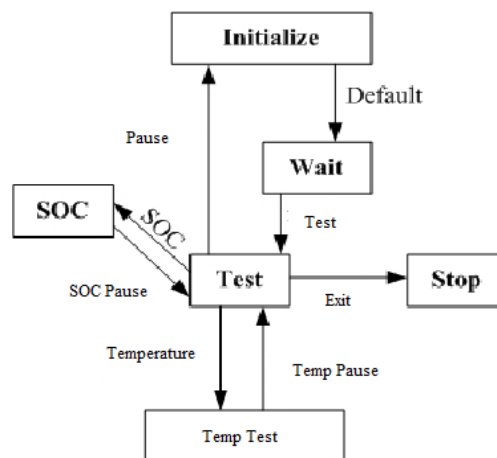 Initialize
Default
Pause
Wait
SOC
SOC
Test
Test
SOC Pause
Stop
Exit
Temperature
Temp Pause
Temp Test